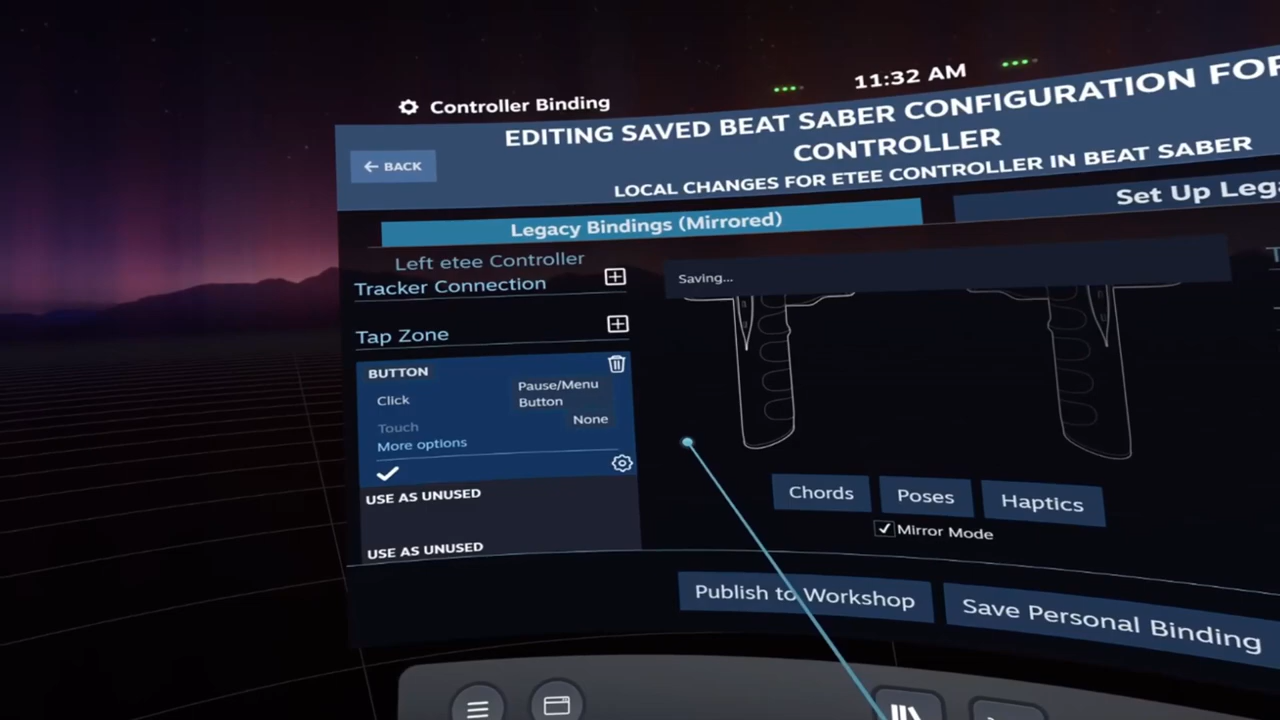 11:32 AM
Controller Binding
EDITING SAVED BEAT SABER CONFIGURATION FOR
CONTROLLER
← BACK
LOCAL CHANGES FOR ETEE CONTROLLER IN BEAT SABER
Legacy Bindings (Mirrored)
Set Up
Left etee Controller
Tracker Connection
Saving...
Tap Zone
BUTTON
Click
Pause/Menu
Button
Touch
None
More options
USE AS UNUSED
USE AS UNUSED
Chords
Poses
Haptics
Mirror Mode
Publish to Workshop
Save Personal Binding